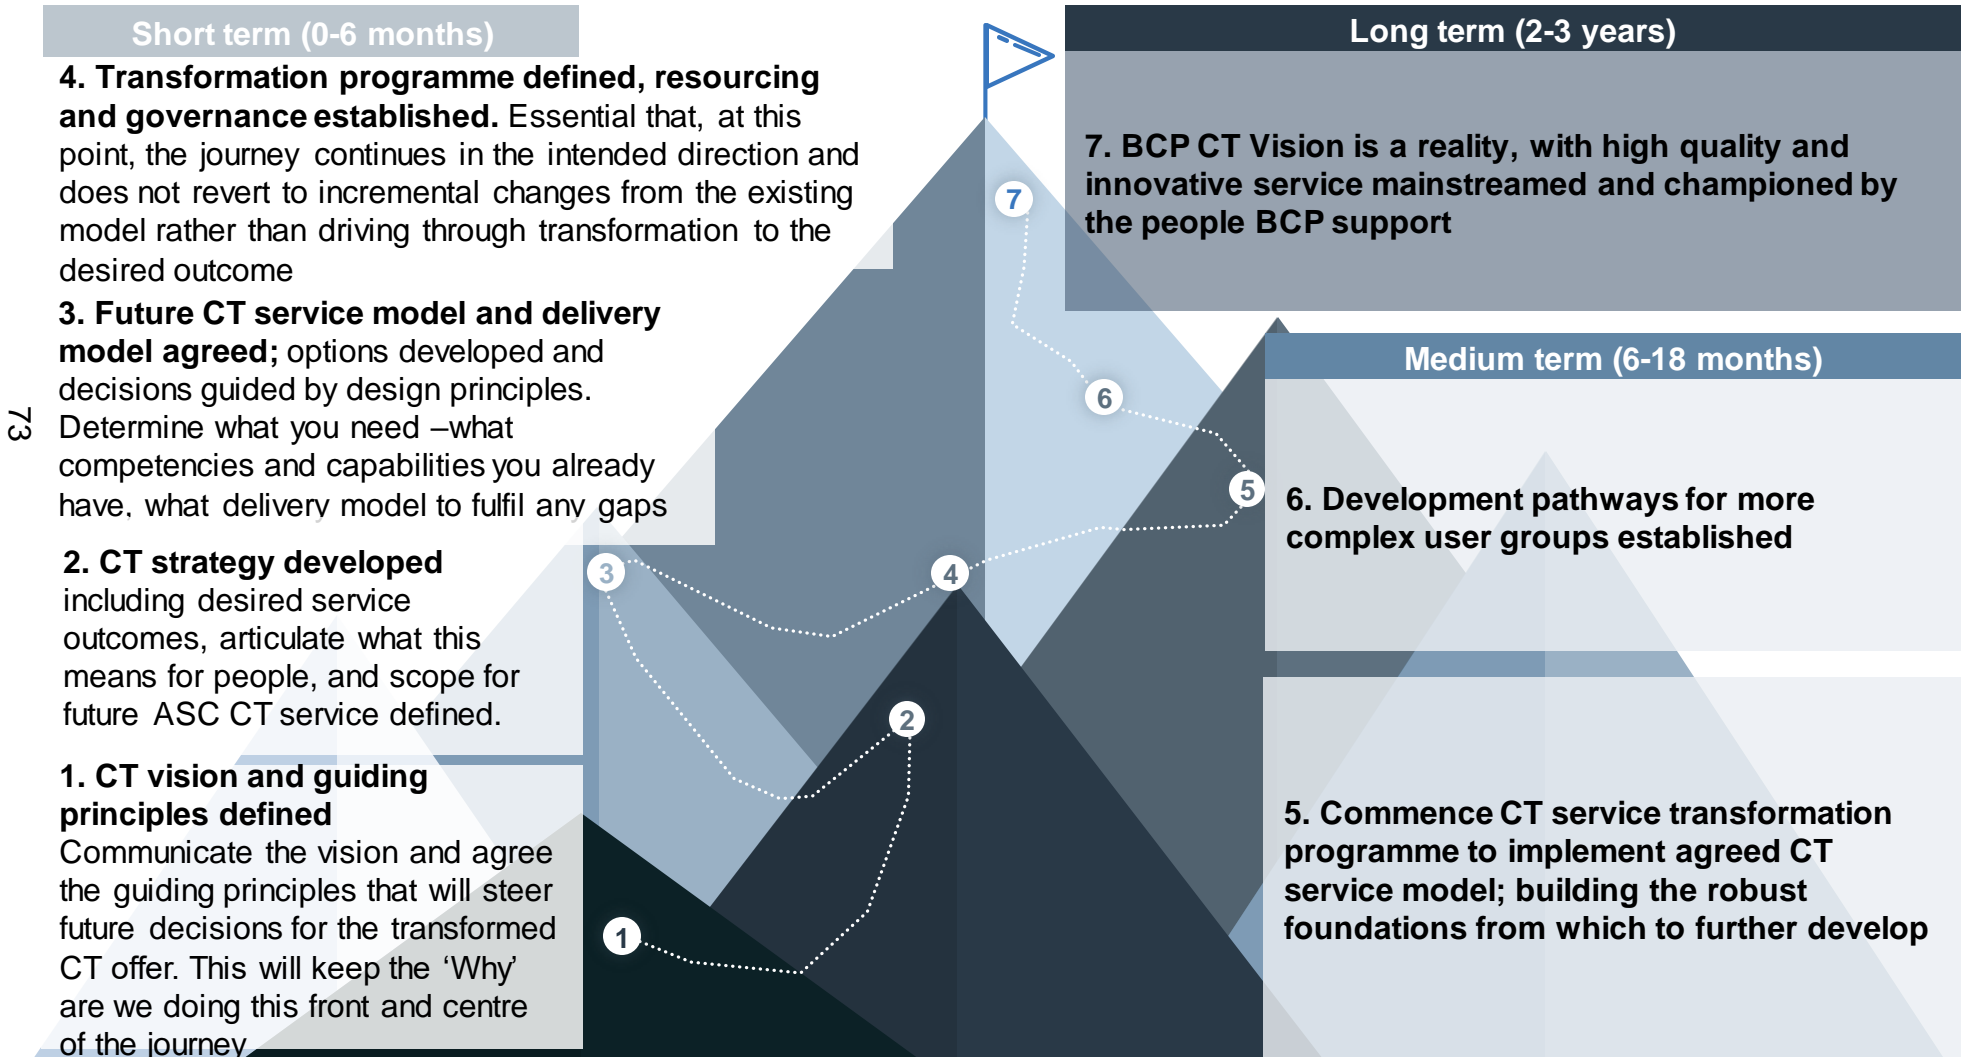 Short term (0-6 months)
4. Transformation programme defined, resourcing
and governance established. Essential that, at this
point, the journey continues in the intended direction and
does not revert to incremental changes from the existing
model rather than driving through transformation to the
desired outcome
3. Future CT service model and delivery
model agreed; options developed and
decisions guided by design principles.
Determine what you need –what
competencies and capabilities you already
have, what delivery model to fulfil any gaps
2. CT strategy developed
including desired service
outcomes, articulate what this
means for people, and scope for
future ASC CT service defined.
1. CT vision and guiding
principles defined
Communicate the vision and agree
the guiding principles that will steer
future decisions for the transformed
CT offer. This will keep the ‘Why’
are we doing this front and centre
of the journey
73
7
6
5
4
3
2
1
Long term (2-3 years)
7. BCP CT Vision is a reality, with high quality and
innovative service mainstreamed and championed by
the people BCP support
Medium term (6-18 months)
6. Development pathways for more
complex user groups established
5. Commence CT service transformation
programme to implement agreed CT
service model; building the robust
foundations from which to further develop